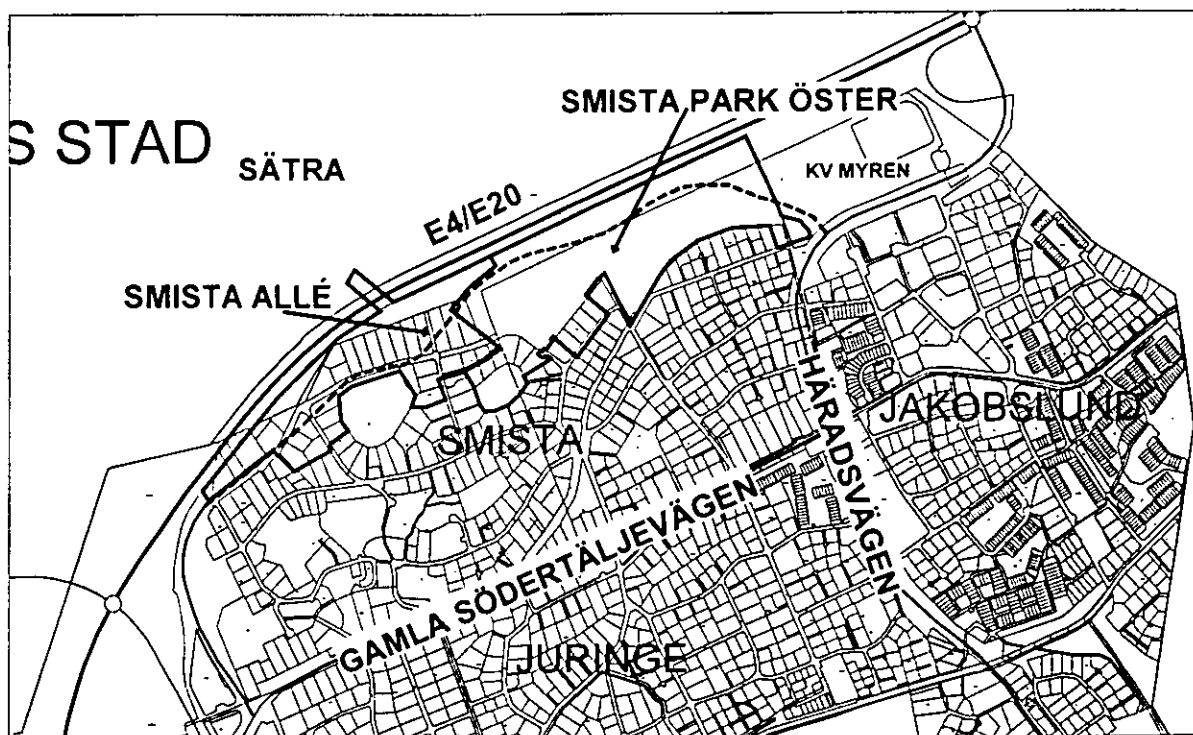 SMISTA PARK ÖSTER
S STAD
SÄTRA
KV MYREN
E4/E20
SMISTA ALLÉ
HÄRADSVÄGEN
JAKOBSLUND
SMISTA
GAMLA SÖDERTÄLJEVÄGEN
JURINGE